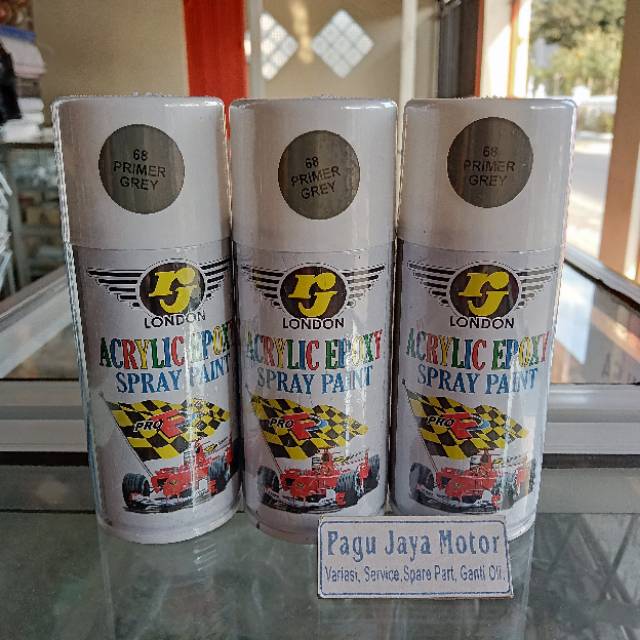 68
PRIMER
GREY
rj
LONDON
ACRYLIC EPOXY
SPRAY PAINT
PRO
68
PRIMER
GREY
rj
LONDON
ACRYLIC EPOXY
SPRAY PAINT
PRO
68
PRIMER
GREY
rj
LONDON
ACRYLIC EPOXY
SPRAY PAINT
PRO
Pagu Jaya Motor
Variasi, Service,Spare Part, Ganti Oli,